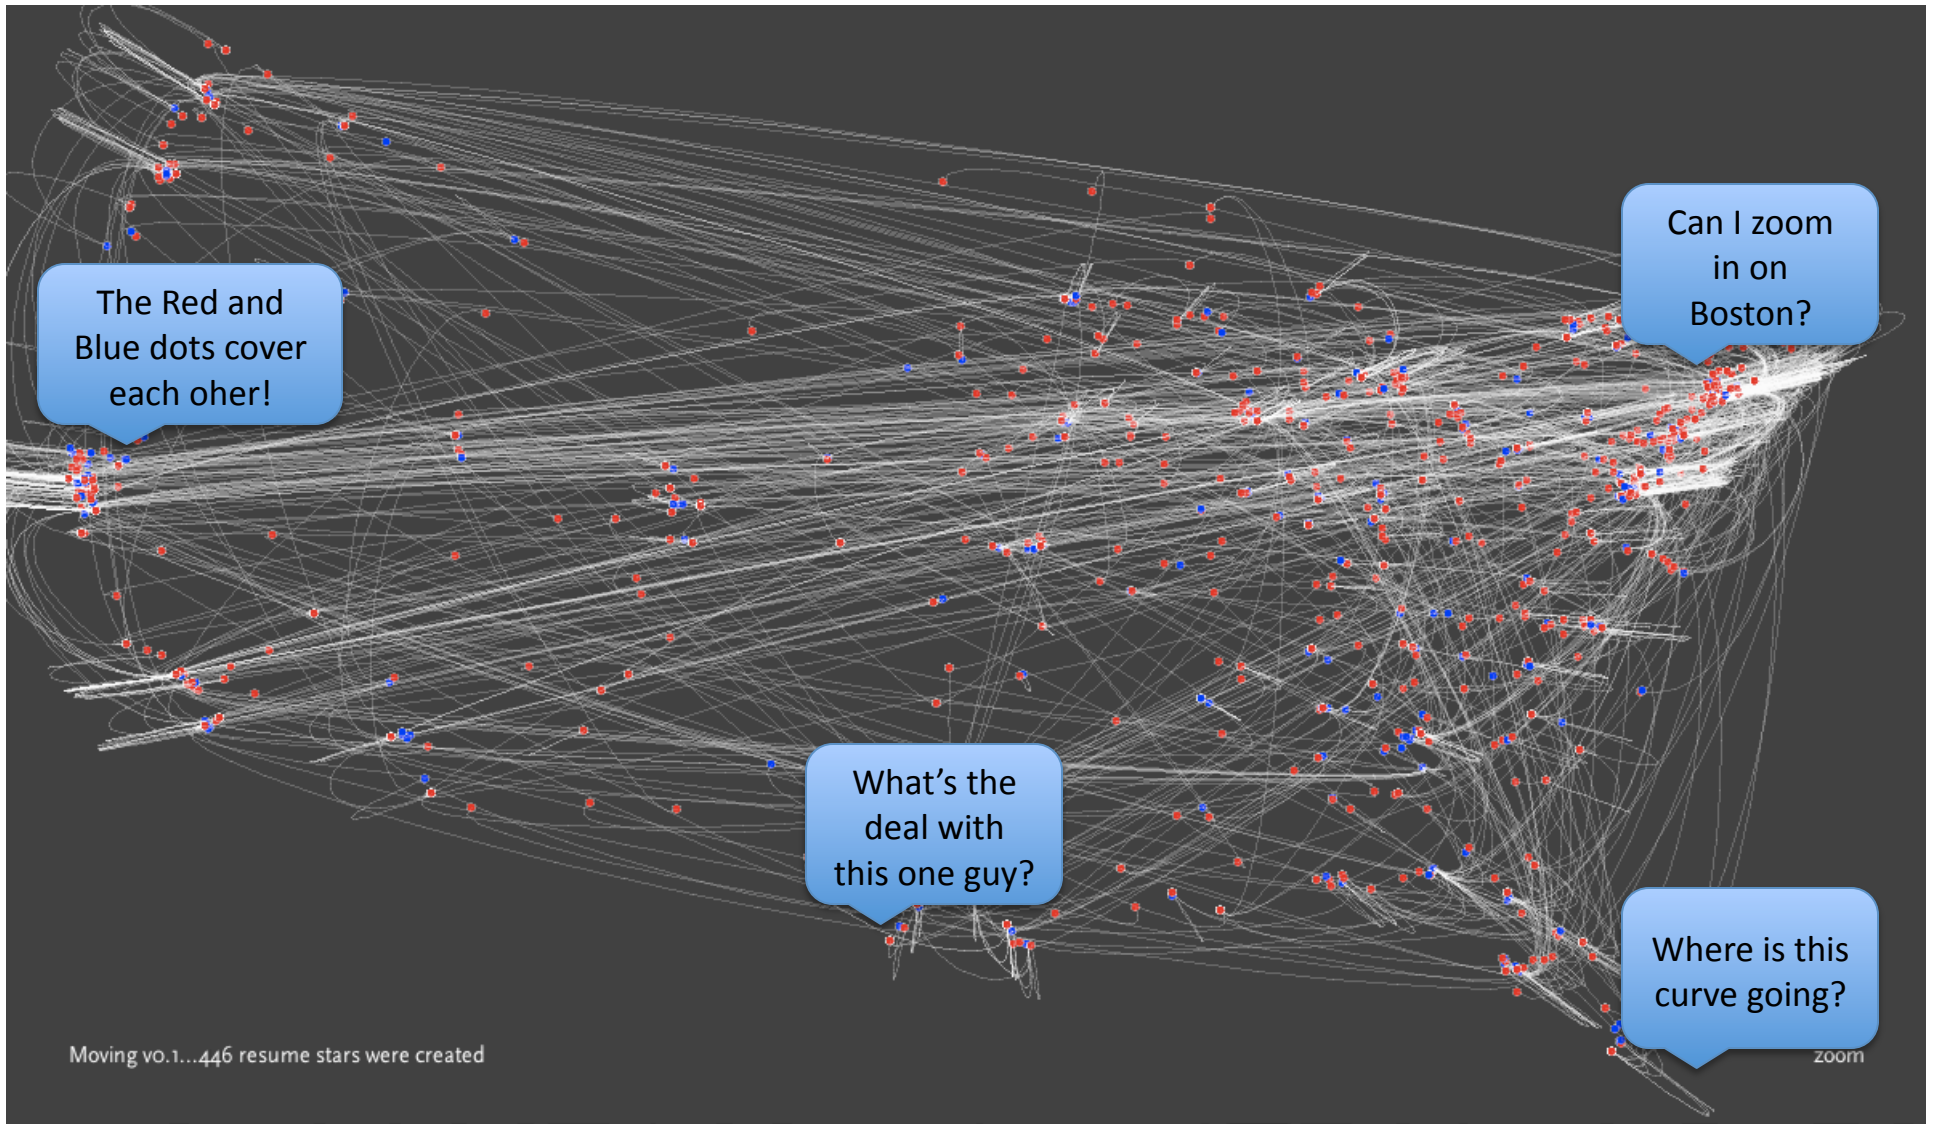 Can I zoom
in on
Boston?
The Red and
Blue dots cover
each oher!
What's the
deal with
this one guy?
Where is this
curve going?
Moving v0.1...446 resume stars were created
zoom